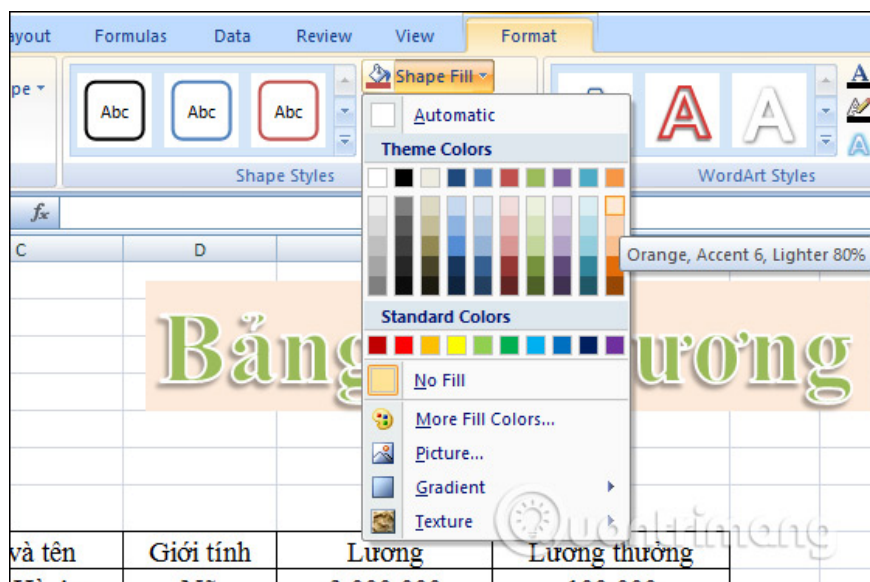 ayout Formulas Data Review View Format
pe Shape Fill
Abc Abc Abc A A A
Automatic
Theme Colors
Shape Styles WordArt Styles
fx
C D
Orange, Accent 6, Lighter 80%
Standard Colors
Bảng ương
No Fill
More Fill Colors...
Picture...
Gradient
Texture
Quantrimang
và tên Giới tính Lương Lương thưởng